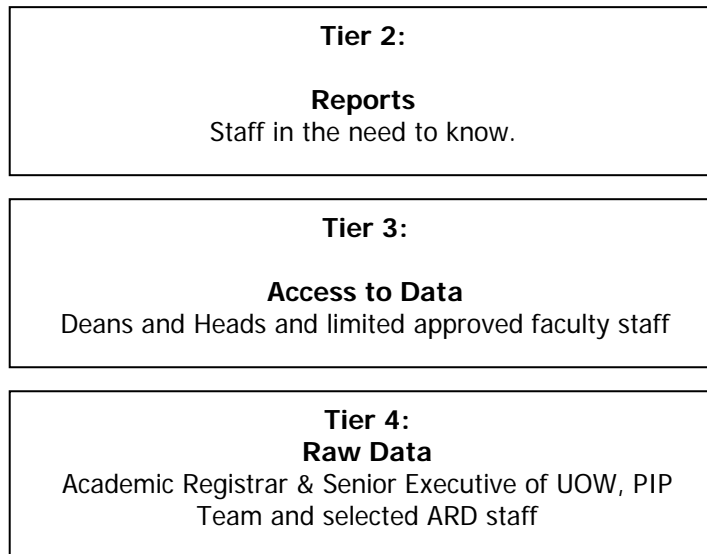 Tier 2:
Reports
Staff in the need to know.
Tier 3:
Access to Data
Deans and Heads and limited approved faculty staff
Tier 4:
Raw Data
Academic Registrar & Senior Executive of UOW, PIP
Team and selected ARD staff